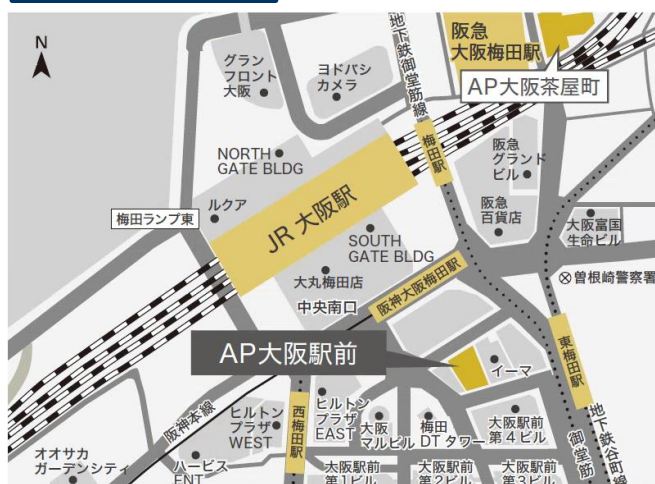 N
グラン
フロント
大阪
ヨドバシ
カメラ
地下鉄御堂筋線
阪急
大阪梅田駅
AP大阪茶屋町
NORTH
GATE BLDG
梅田駅
阪急
グランド
ビル
梅田ランプ東
ルクア
JR 大阪駅
阪急
百貨店
大阪富国
生命ビル
SOUTH
GATE BLDG
大丸梅田店
中央南口
阪神大阪梅田駅
曽根崎警察署
AP大阪駅前
イーマ
東梅田駅
阪神本線
ヒルトン
プラザ
WEST
西梅田駅
ヒルトン
プラザ
EAST
大阪
マルビル
梅田
DTタワー
大阪駅前
第4ビル
御堂筋
地下鉄谷町線
オオサカ
ガーデンシティ
ハービス
ENT
大阪駅前
第1ビル
大阪駅前
第2ビル
大阪駅前
第3ビル